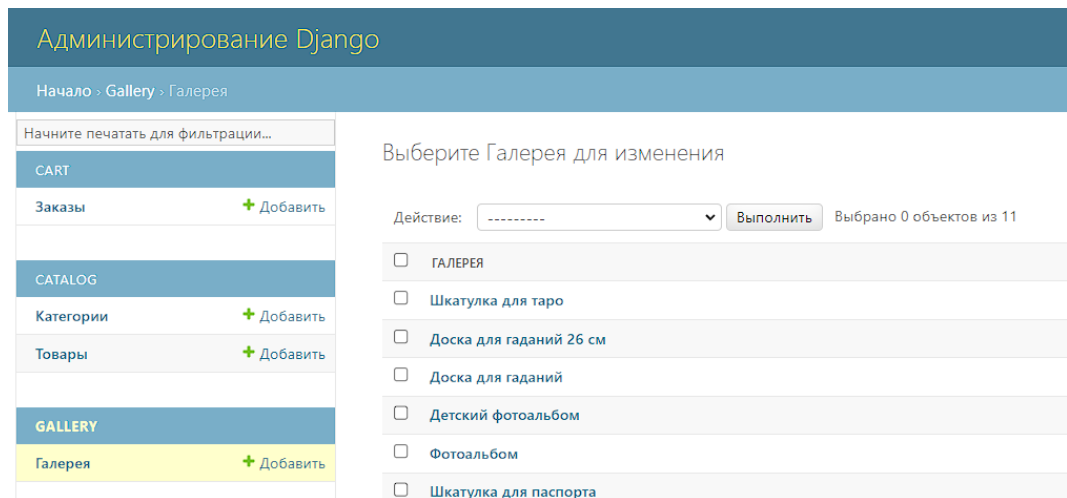 Администрирование Django
Начало › Gallery › Галерея
Начните печатать для фильтрации...
CART
Заказы + Добавить
CATALOG
Категории + Добавить
Товары + Добавить
GALLERY
Галерея + Добавить
Выберите Галерея для изменения
Действие: --------- Выполнить Выбрано 0 объектов из 11
ГАЛЕРЕЯ
Шкатулка для таро
Доска для гаданий 26 см
Доска для гаданий
Детский фотоальбом
Фотоальбом
Шкатулка для паспорта